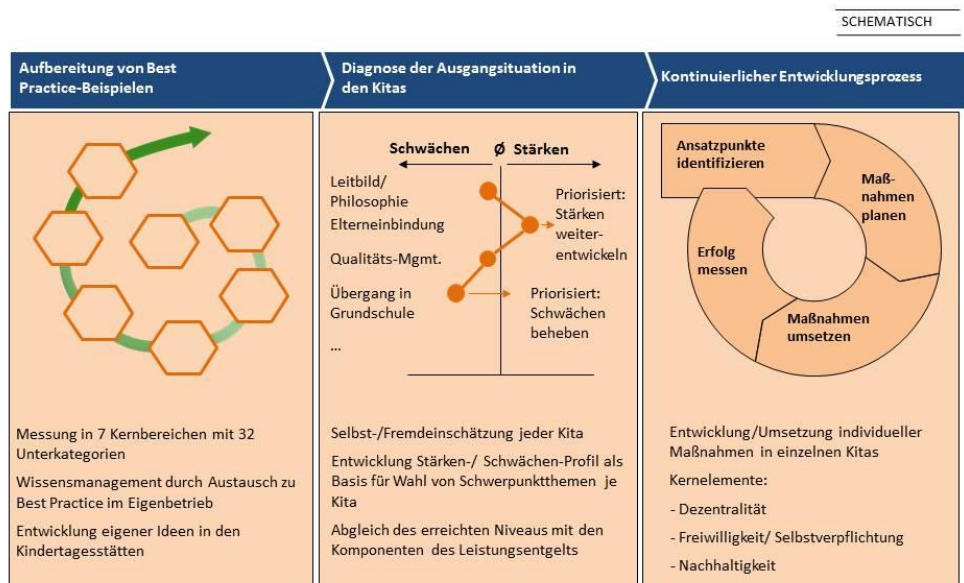 SCHEMATISCH
Aufbereitung von Best
Practice-Beispielen
Diagnose der Ausgangsituation in
den Kitas
Kontinuierlicher Entwicklungsprozess
Schwächen Ø Stärken
Leitbild/
Philosophie
Elterneinbindung
Qualitäts-Mgmt.
Übergang in
Grundschule
...
Priorisiert:
Stärken
weiter-
entwickeln
Priorisiert:
Schwächen
beheben
Ansatzpunkte
identifizieren
Maß-
nahmen
planen
Maßnahmen
umsetzen
Erfolg
messen
Messung in 7 Kernbereichen mit 32
Unterkategorien
Wissensmanagement durch Austausch zu
Best Practice im Eigenbetrieb
Entwicklung eigener Ideen in den
Kindertagesstätten
Selbst-/Fremdeinschätzung jeder Kita
Entwicklung Stärken-/ Schwächen-Profil als
Basis für Wahl von Schwerpunktthemen je
Kita
Abgleich des erreichten Niveaus mit den
Komponenten des Leistungsentgelts
Entwicklung/Umsetzung individueller
Maßnahmen in einzelnen Kitas
Kernelemente:
- Dezentralität
- Freiwilligkeit/ Selbstverpflichtung
- Nachhaltigkeit